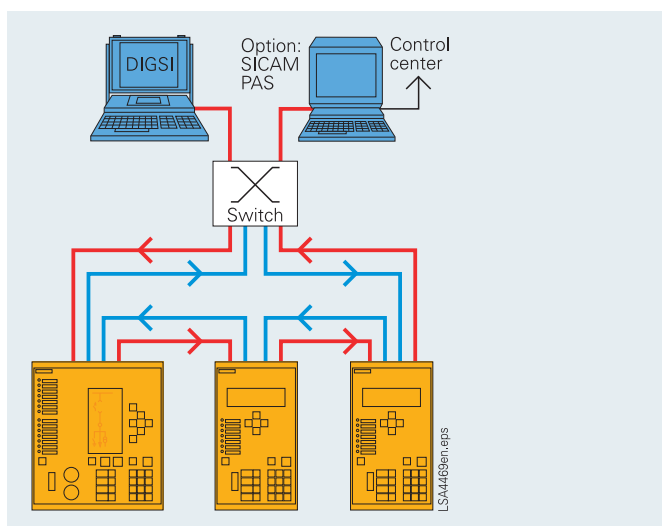 DIGSI
Option:
SICAM
PAS
Control
center
Switch
LSA4469en.eps